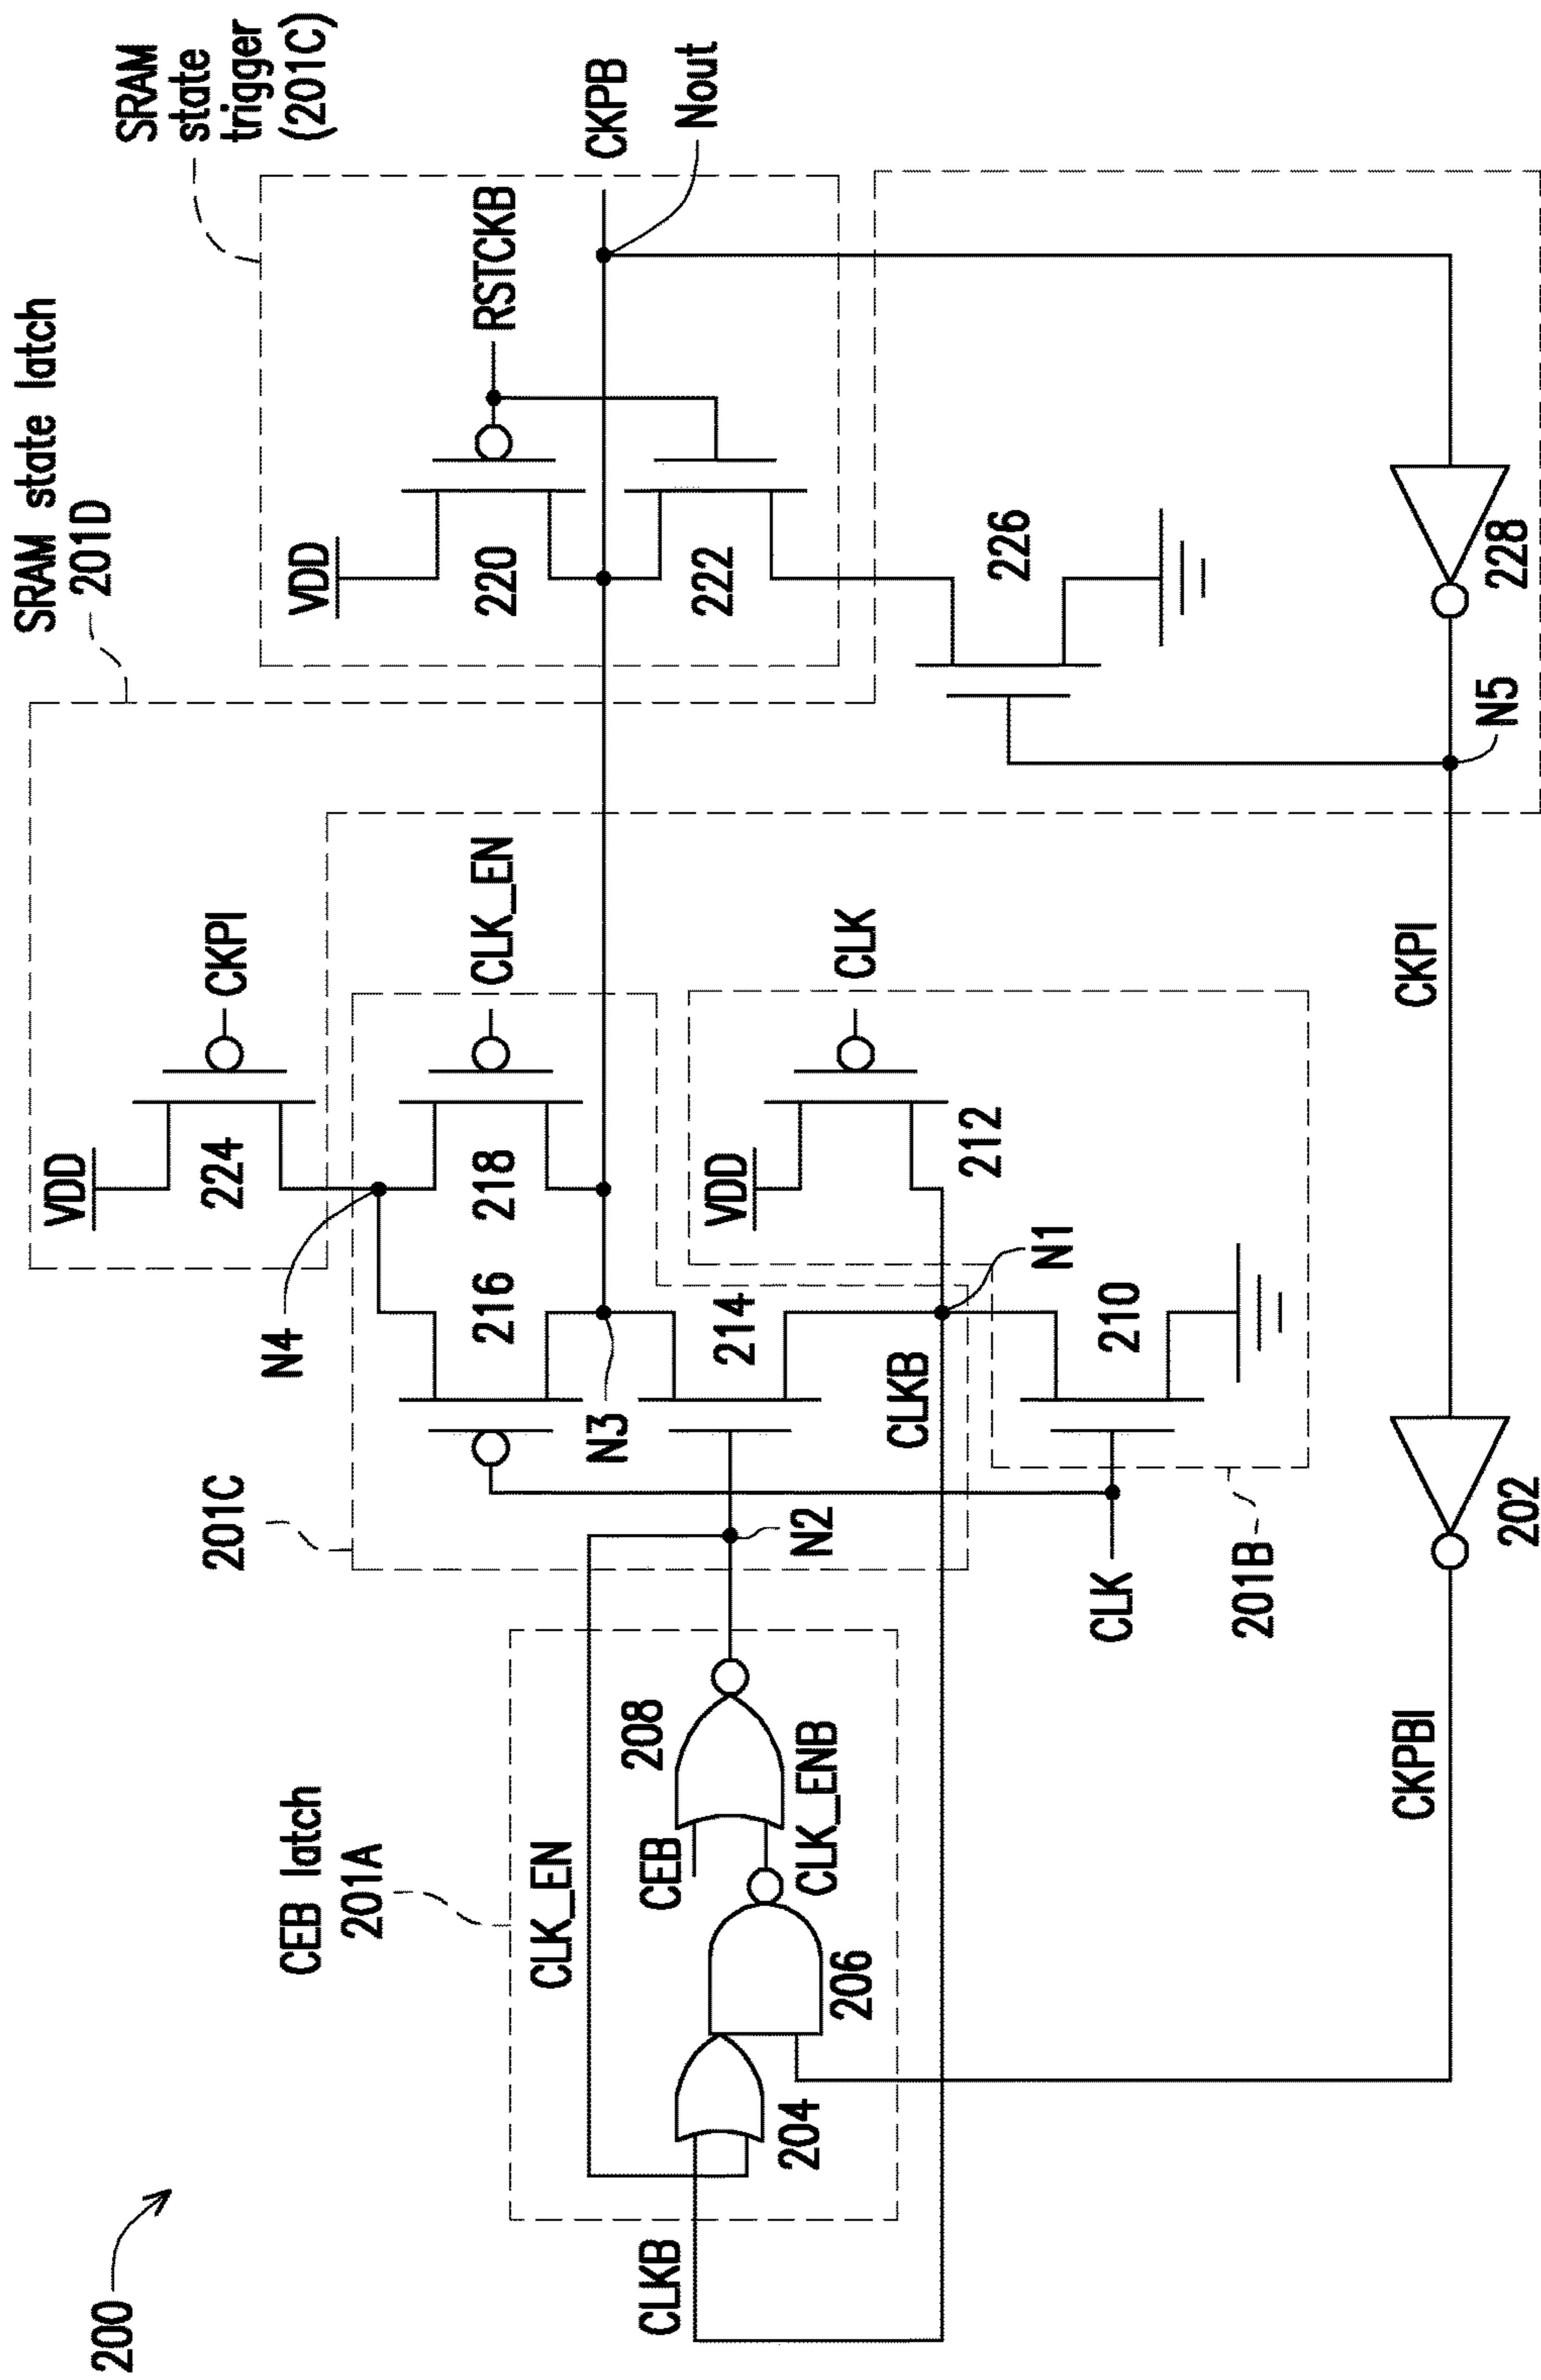 200
SRAM state latch
201D
SRAM
state
trigger
(201C)
VDD
224
CKPI
N4
201C
216
218
CLK_EN
VDD
220
RSTCKB
CKPB
Nout
N3
222
CEB latch
201A
CLK_EN
CLKB
CEB
208
CLK_ENB
204
206
N2
214
CLKB
VDD
CLK
212
N1
226
CLK
210
201B
CKPBI
202
CKPI
N5
228